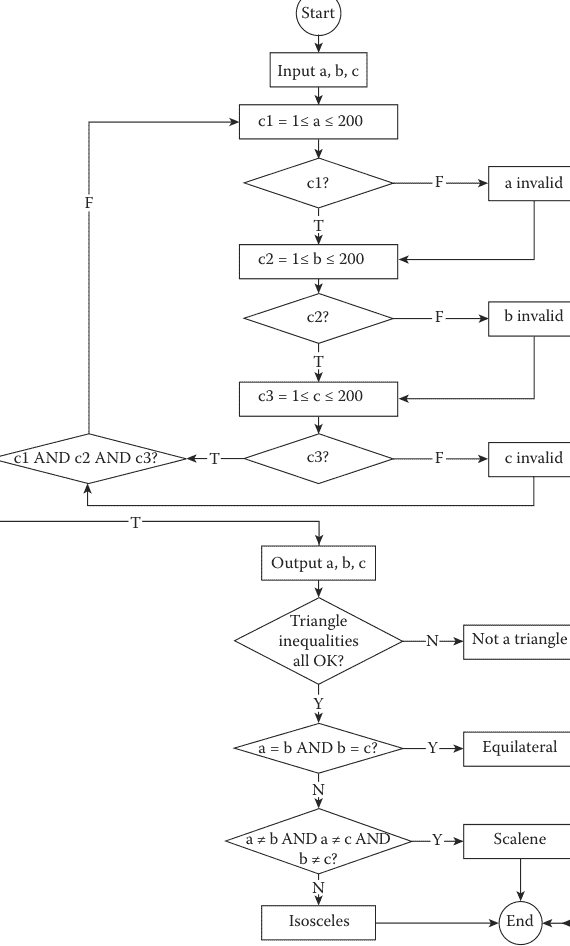 Start
Input a, b, c
c1 = 1≤ a ≤ 200
c1?
F
a invalid
F
T
c2 = 1≤ b ≤ 200
c2?
F
b invalid
T
c3 = 1≤ c ≤ 200
c1 AND c2 AND c3?
T
c3?
F
c invalid
T
Output a, b, c
Triangle
inequalities
all OK?
N
Not a triangle
Y
a = b AND b = c?
Y
Equilateral
N
a ≠ b AND a ≠ c AND
b ≠ c?
Y
Scalene
N
Isosceles
End